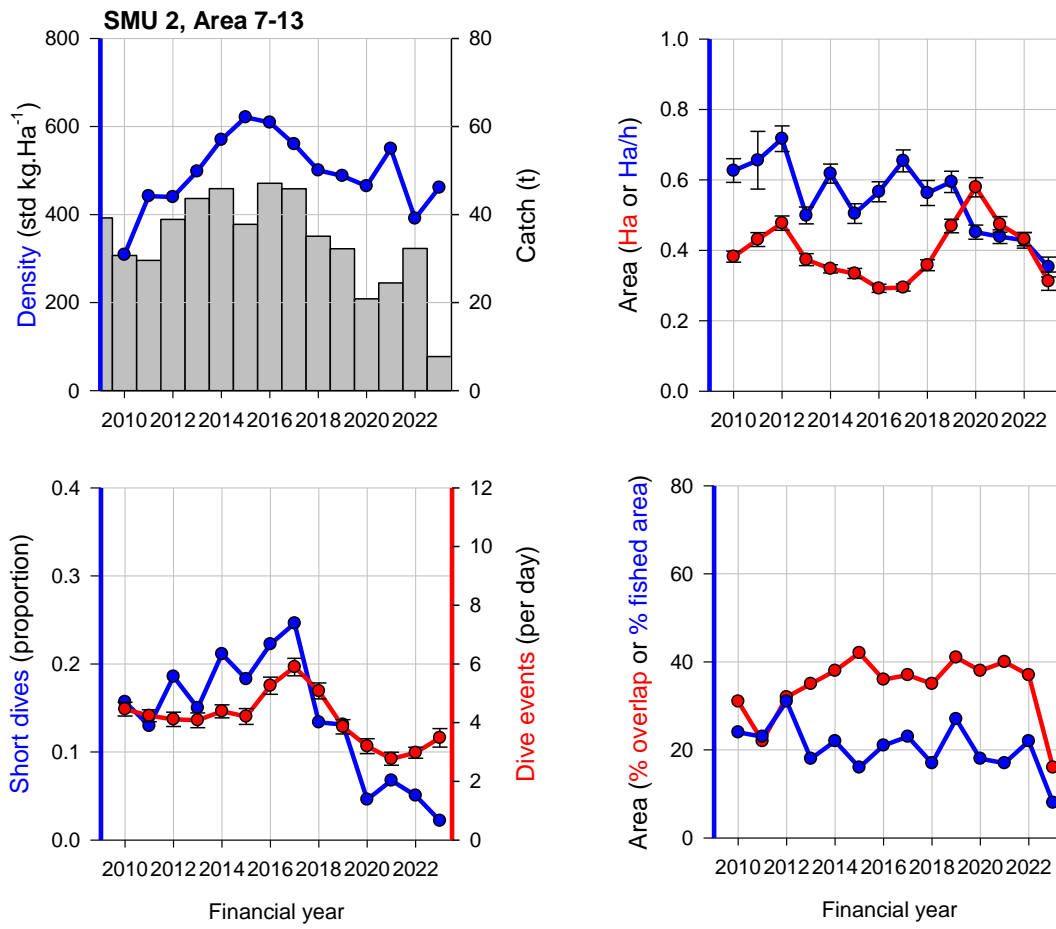 SMU 2, Area 7-13
Density (std kg.Ha⁻¹)
800
600
400
200
0
80
60
40
20
0
Catch (t)
2010 2012 2014 2016 2018 2020 2022
Area (Ha or Ha/h)
1.0
0.8
0.6
0.4
0.2
0.0
2010 2012 2014 2016 2018 2020 2022
Short dives (proportion)
0.4
0.3
0.2
0.1
0.0
12
10
8
6
4
2
0
Dive events (per day)
2010 2012 2014 2016 2018 2020 2022
Financial year
Area (% overlap or % fished area)
80
60
40
20
0
2010 2012 2014 2016 2018 2020 2022
Financial year